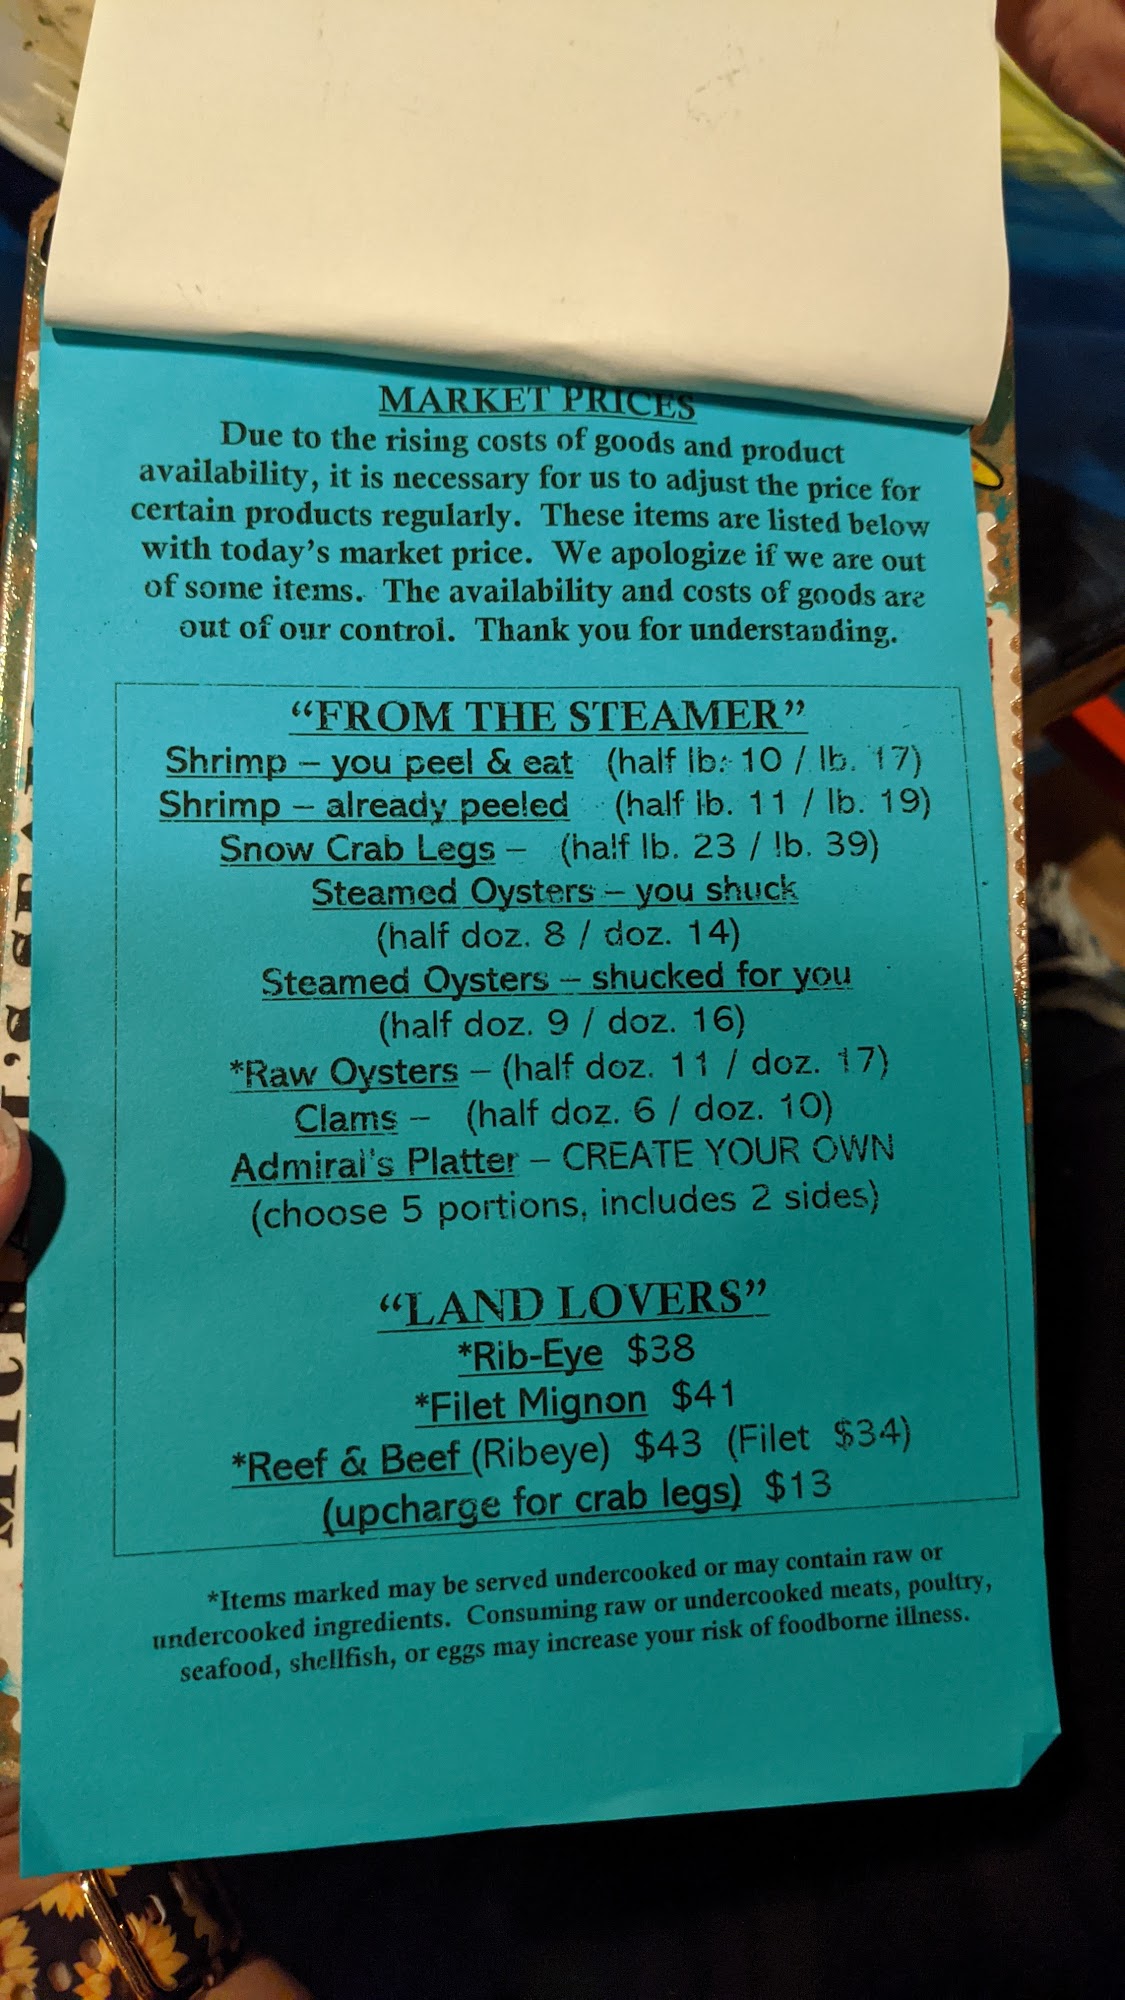 MARKET PRICES
Due to the rising costs of goods and product
availability, it is necessary for us to adjust the price for
certain products regularly. These items are listed below
with today's market price. We apologize if we are out
of some items. The availability and costs of goods are
out of our control. Thank you for understanding.
“FROM THE STEAMER”
Shrimp – you peel & eat (half lb. 10 / lb. 17)
Shrimp – already peeled (half lb. 11 / lb. 19)
Snow Crab Legs – (half lb. 23 / lb. 39)
Steamed Oysters – you shuck
(half doz. 8 / doz. 14)
Steamed Oysters – shucked for you
(half doz. 9 / doz. 16)
*Raw Oysters – (half doz. 11 / doz. 17)
Clams – (half doz. 6 / doz. 10)
Admiral's Platter – CREATE YOUR OWN
(choose 5 portions, includes 2 sides)
“LAND LOVERS”
*Rib-Eye $38
*Filet Mignon $41
*Reef & Beef (Ribeye) $43 (Filet $34)
(upcharge for crab legs) $13
*Items marked may be served undercooked or may contain raw or
undercooked ingredients. Consuming raw or undercooked meats, poultry,
seafood, shellfish, or eggs may increase your risk of foodborne illness.